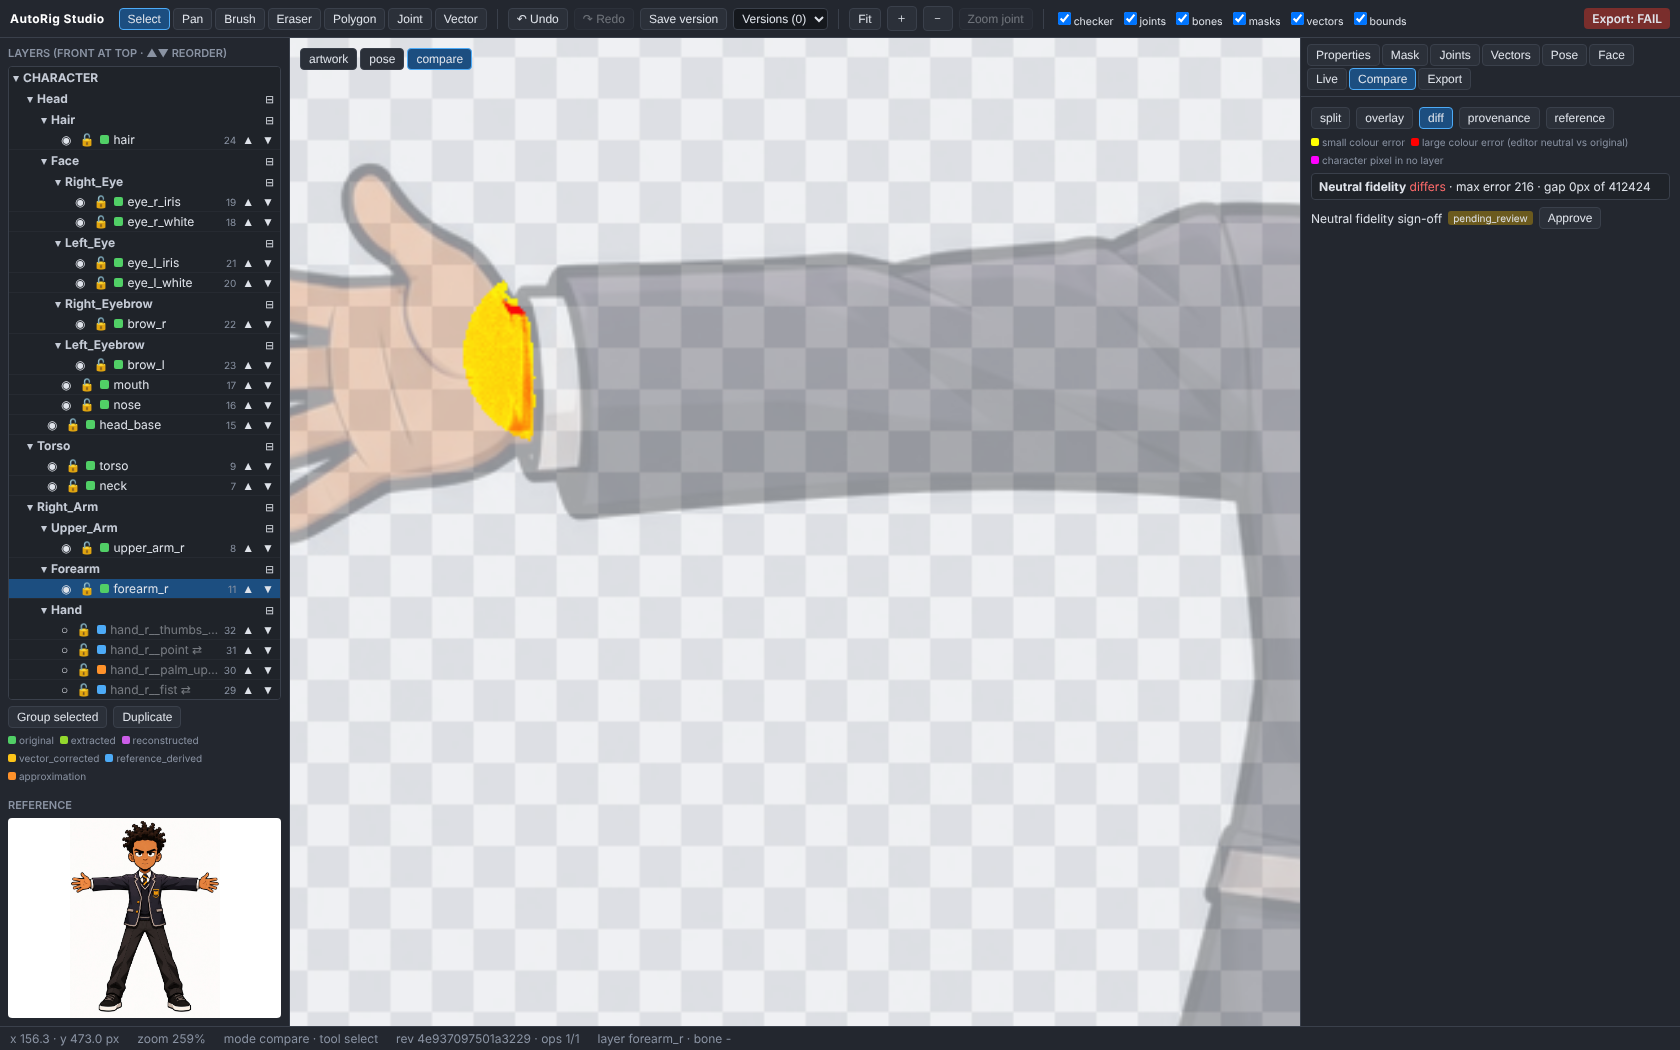 AutoRig Studio Select Pan Brush Eraser Polygon Joint Vector ↶ Undo ↷ Redo Save version Versions (0) Fit + − Zoom joint checker joints bones masks vectors bounds Export: FAIL
LAYERS (FRONT AT TOP · ▲▼ REORDER)
▾ CHARACTER
▾ Head
▾ Hair
hair 24 ▲ ▼
▾ Face
▾ Right_Eye
eye_r_iris 19 ▲ ▼
eye_r_white 18 ▲ ▼
▾ Left_Eye
eye_l_iris 21 ▲ ▼
eye_l_white 20 ▲ ▼
▾ Right_Eyebrow
brow_r 22 ▲ ▼
▾ Left_Eyebrow
brow_l 23 ▲ ▼
mouth 17 ▲ ▼
nose 16 ▲ ▼
head_base 15 ▲ ▼
▾ Torso
torso 9 ▲ ▼
neck 7 ▲ ▼
▾ Right_Arm
▾ Upper_Arm
upper_arm_r 8 ▲ ▼
▾ Forearm
forearm_r 11 ▲ ▼
▾ Hand
hand_r__thumbs_... 32 ▲ ▼
hand_r__point ⇄ 31 ▲ ▼
hand_r__palm_up... 30 ▲ ▼
hand_r__fist ⇄ 29 ▲ ▼
Group selected Duplicate
original extracted reconstructed
vector_corrected reference_derived
approximation
REFERENCE
artwork pose compare
Properties Mask Joints Vectors Pose Face
Live Compare Export
split overlay diff provenance reference
small colour error large colour error (editor neutral vs original)
character pixel in no layer
Neutral fidelity differs · max error 216 · gap 0px of 412424
Neutral fidelity sign-off pending_review Approve
x 156.3 · y 473.0 px zoom 259% mode compare · tool select rev 4e937097501a3229 · ops 1/1 layer forearm_r · bone -